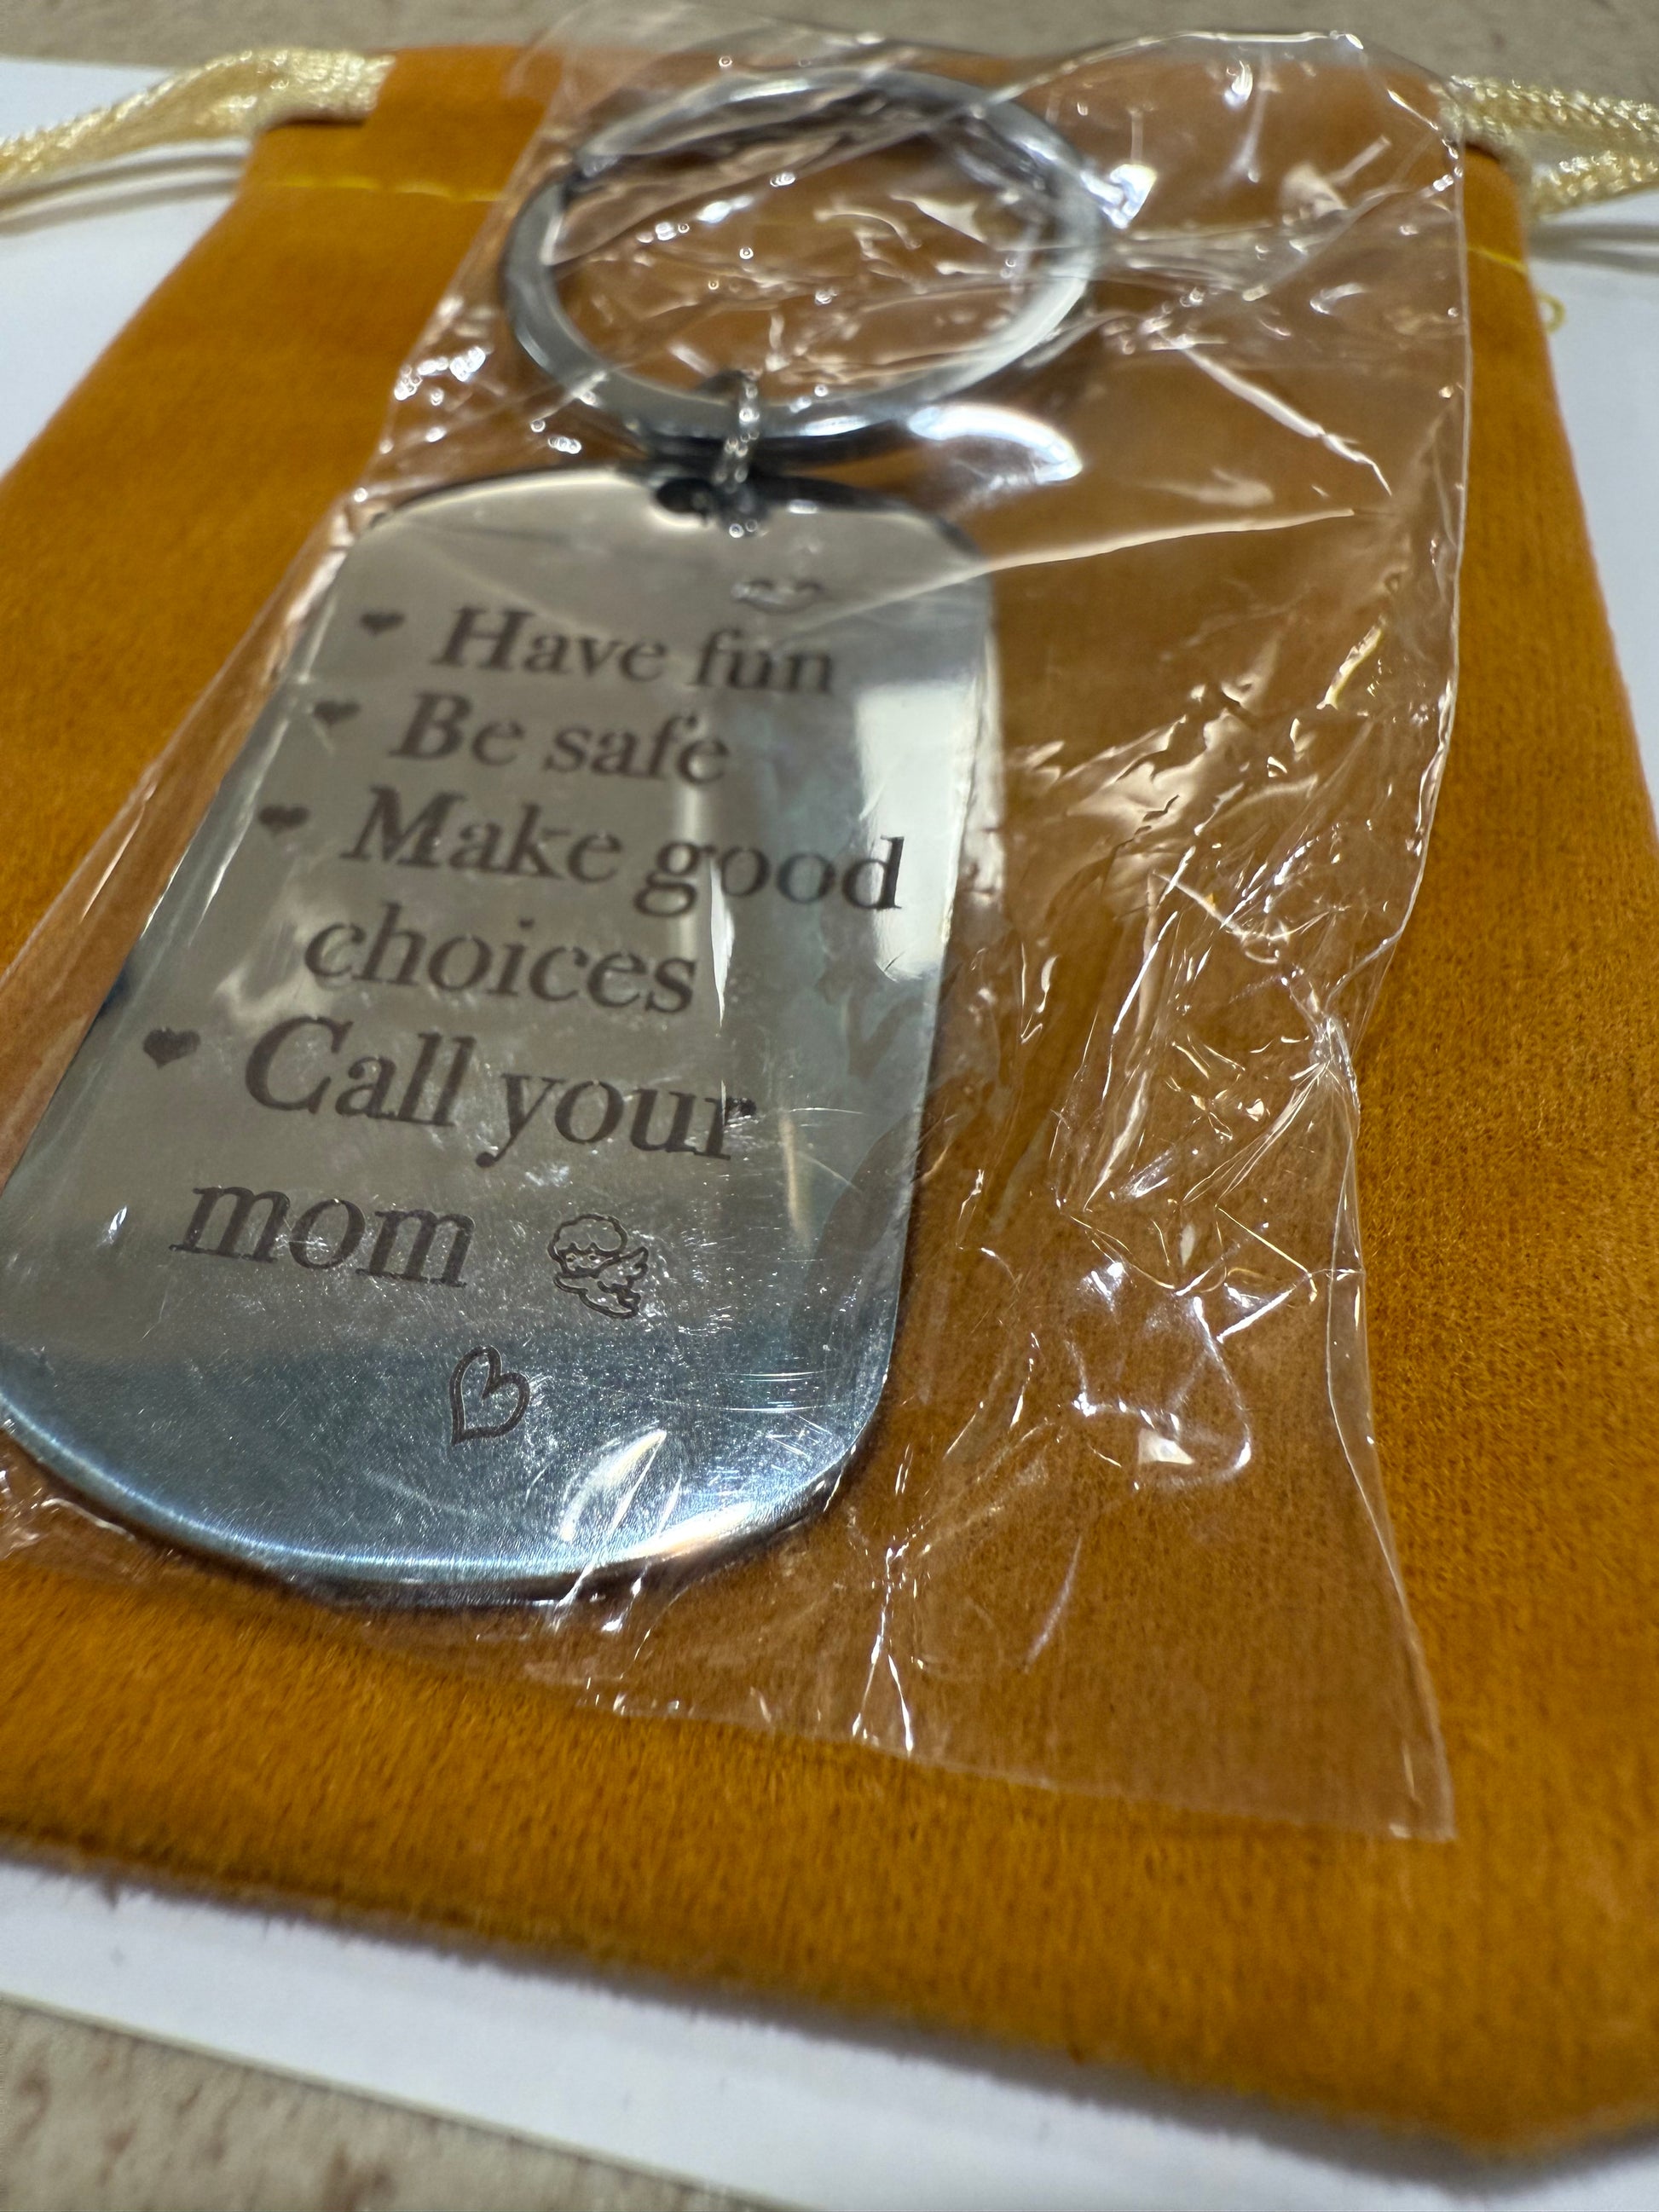 Have fun
Be safe
Make good
choices
Call your
mom